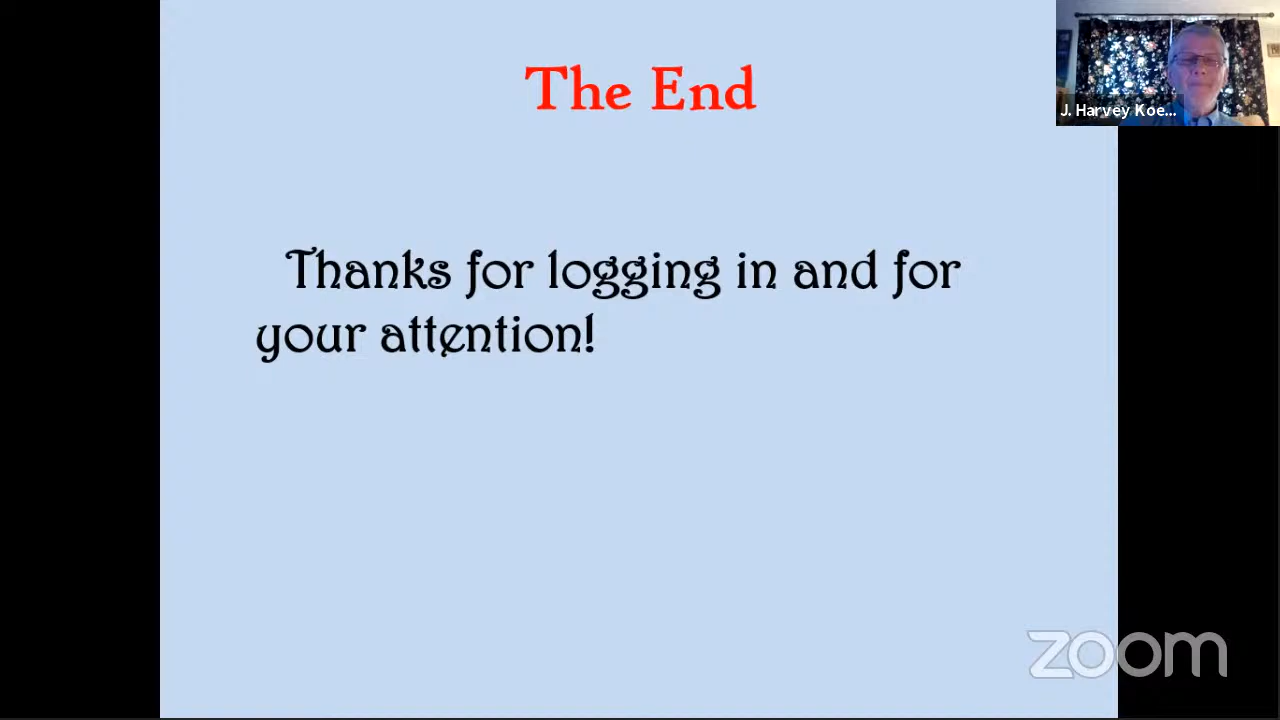 The End
J. Harvey Koe...
Thanks for logging in and for
your attention!
zoom